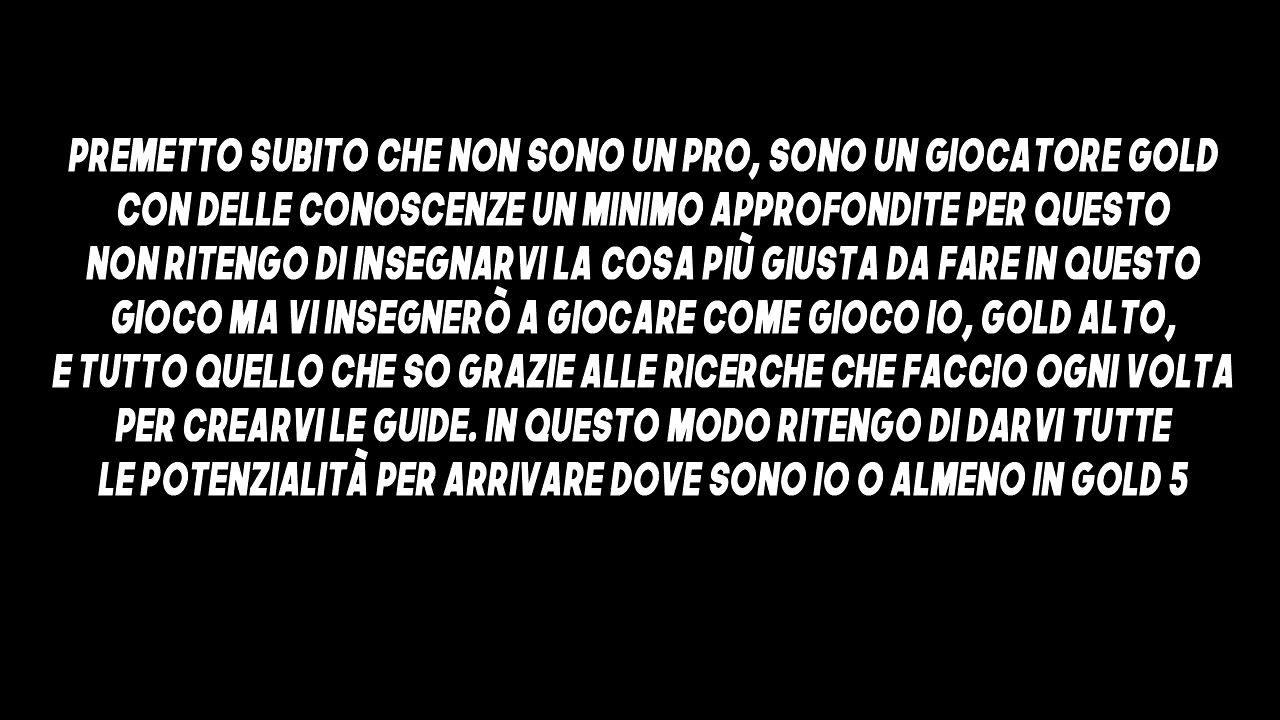 PREMETTO SUBITO CHE NON SONO UN PRO, SONO UN GIOCATORE GOLD
CON DELLE CONOSCENZE UN MINIMO APPROFONDITE PER QUESTO
NON RITENGO DI INSEGNARVI LA COSA PIÙ GIUSTA DA FARE IN QUESTO
GIOCO MA VI INSEGNERÒ A GIOCARE COME GIOCO IO, GOLD ALTO,
E TUTTO QUELLO CHE SO GRAZIE ALLE RICERCHE CHE FACCIO OGNI VOLTA
PER CREARVI LE GUIDE. IN QUESTO MODO RITENGO DI DARVI TUTTE
LE POTENZIALITÀ PER ARRIVARE DOVE SONO IO O ALMENO IN GOLD 5